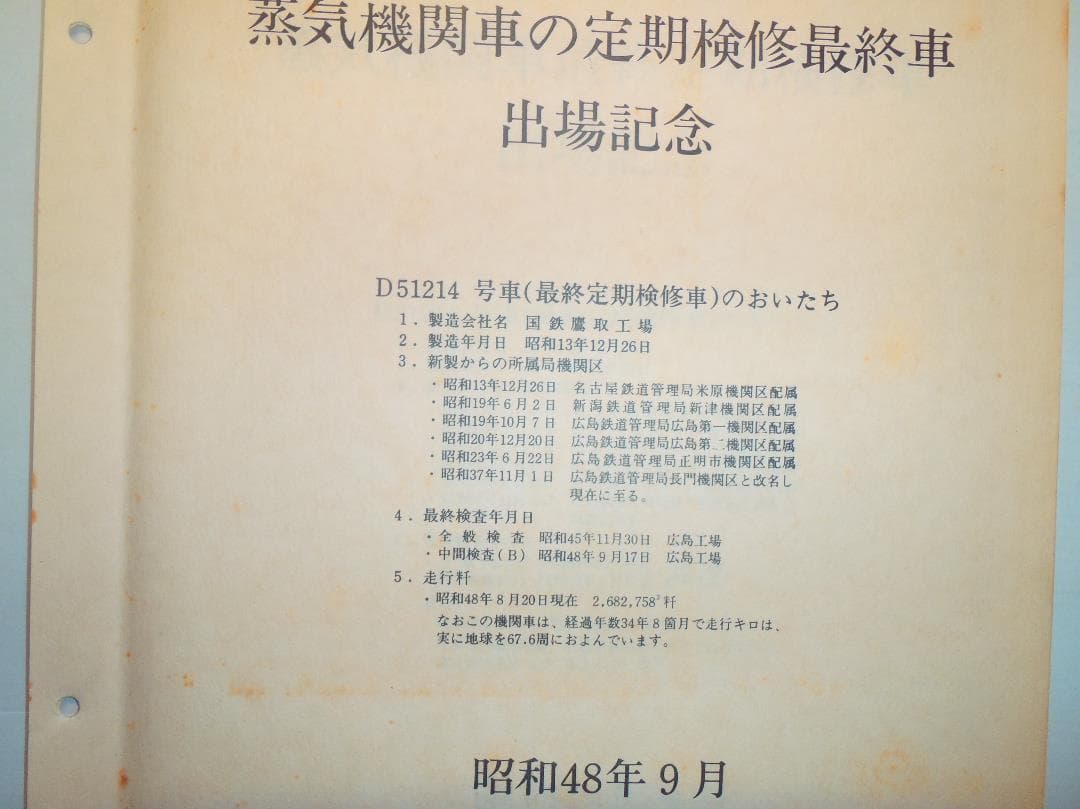 蒸気機関車の定期検修最終車
出場記念
D51214 号車(最終定期検修車)のおいたち
1．製造会社名 国鉄鷹取工場
2．製造年月日 昭和13年12月26日
3．新製からの所属局機関区
・昭和13年12月26日 名古屋鉄道管理局米原機関区配属
・昭和19年6月2日 新潟鉄道管理局新津機関区配属
・昭和19年10月7日 広島鉄道管理局広島第一機関区配属
・昭和20年12月20日 広島鉄道管理局広島第二機関区配属
・昭和23年6月22日 広島鉄道管理局正明市機関区配属
・昭和37年11月1日 広島鉄道管理局長門機関区と改名し
現在に至る。
4．最終検査年月日
・全般検査 昭和45年11月30日 広島工場
・中間検査(B) 昭和48年9月17日 広島工場
5．走行粁
・昭和48年8月20日現在 2,682,758 粁
なおこの機関車は、経過年数34年8箇月で走行キロは、
実に地球を67.6周におよんでいます。
昭和48年9月